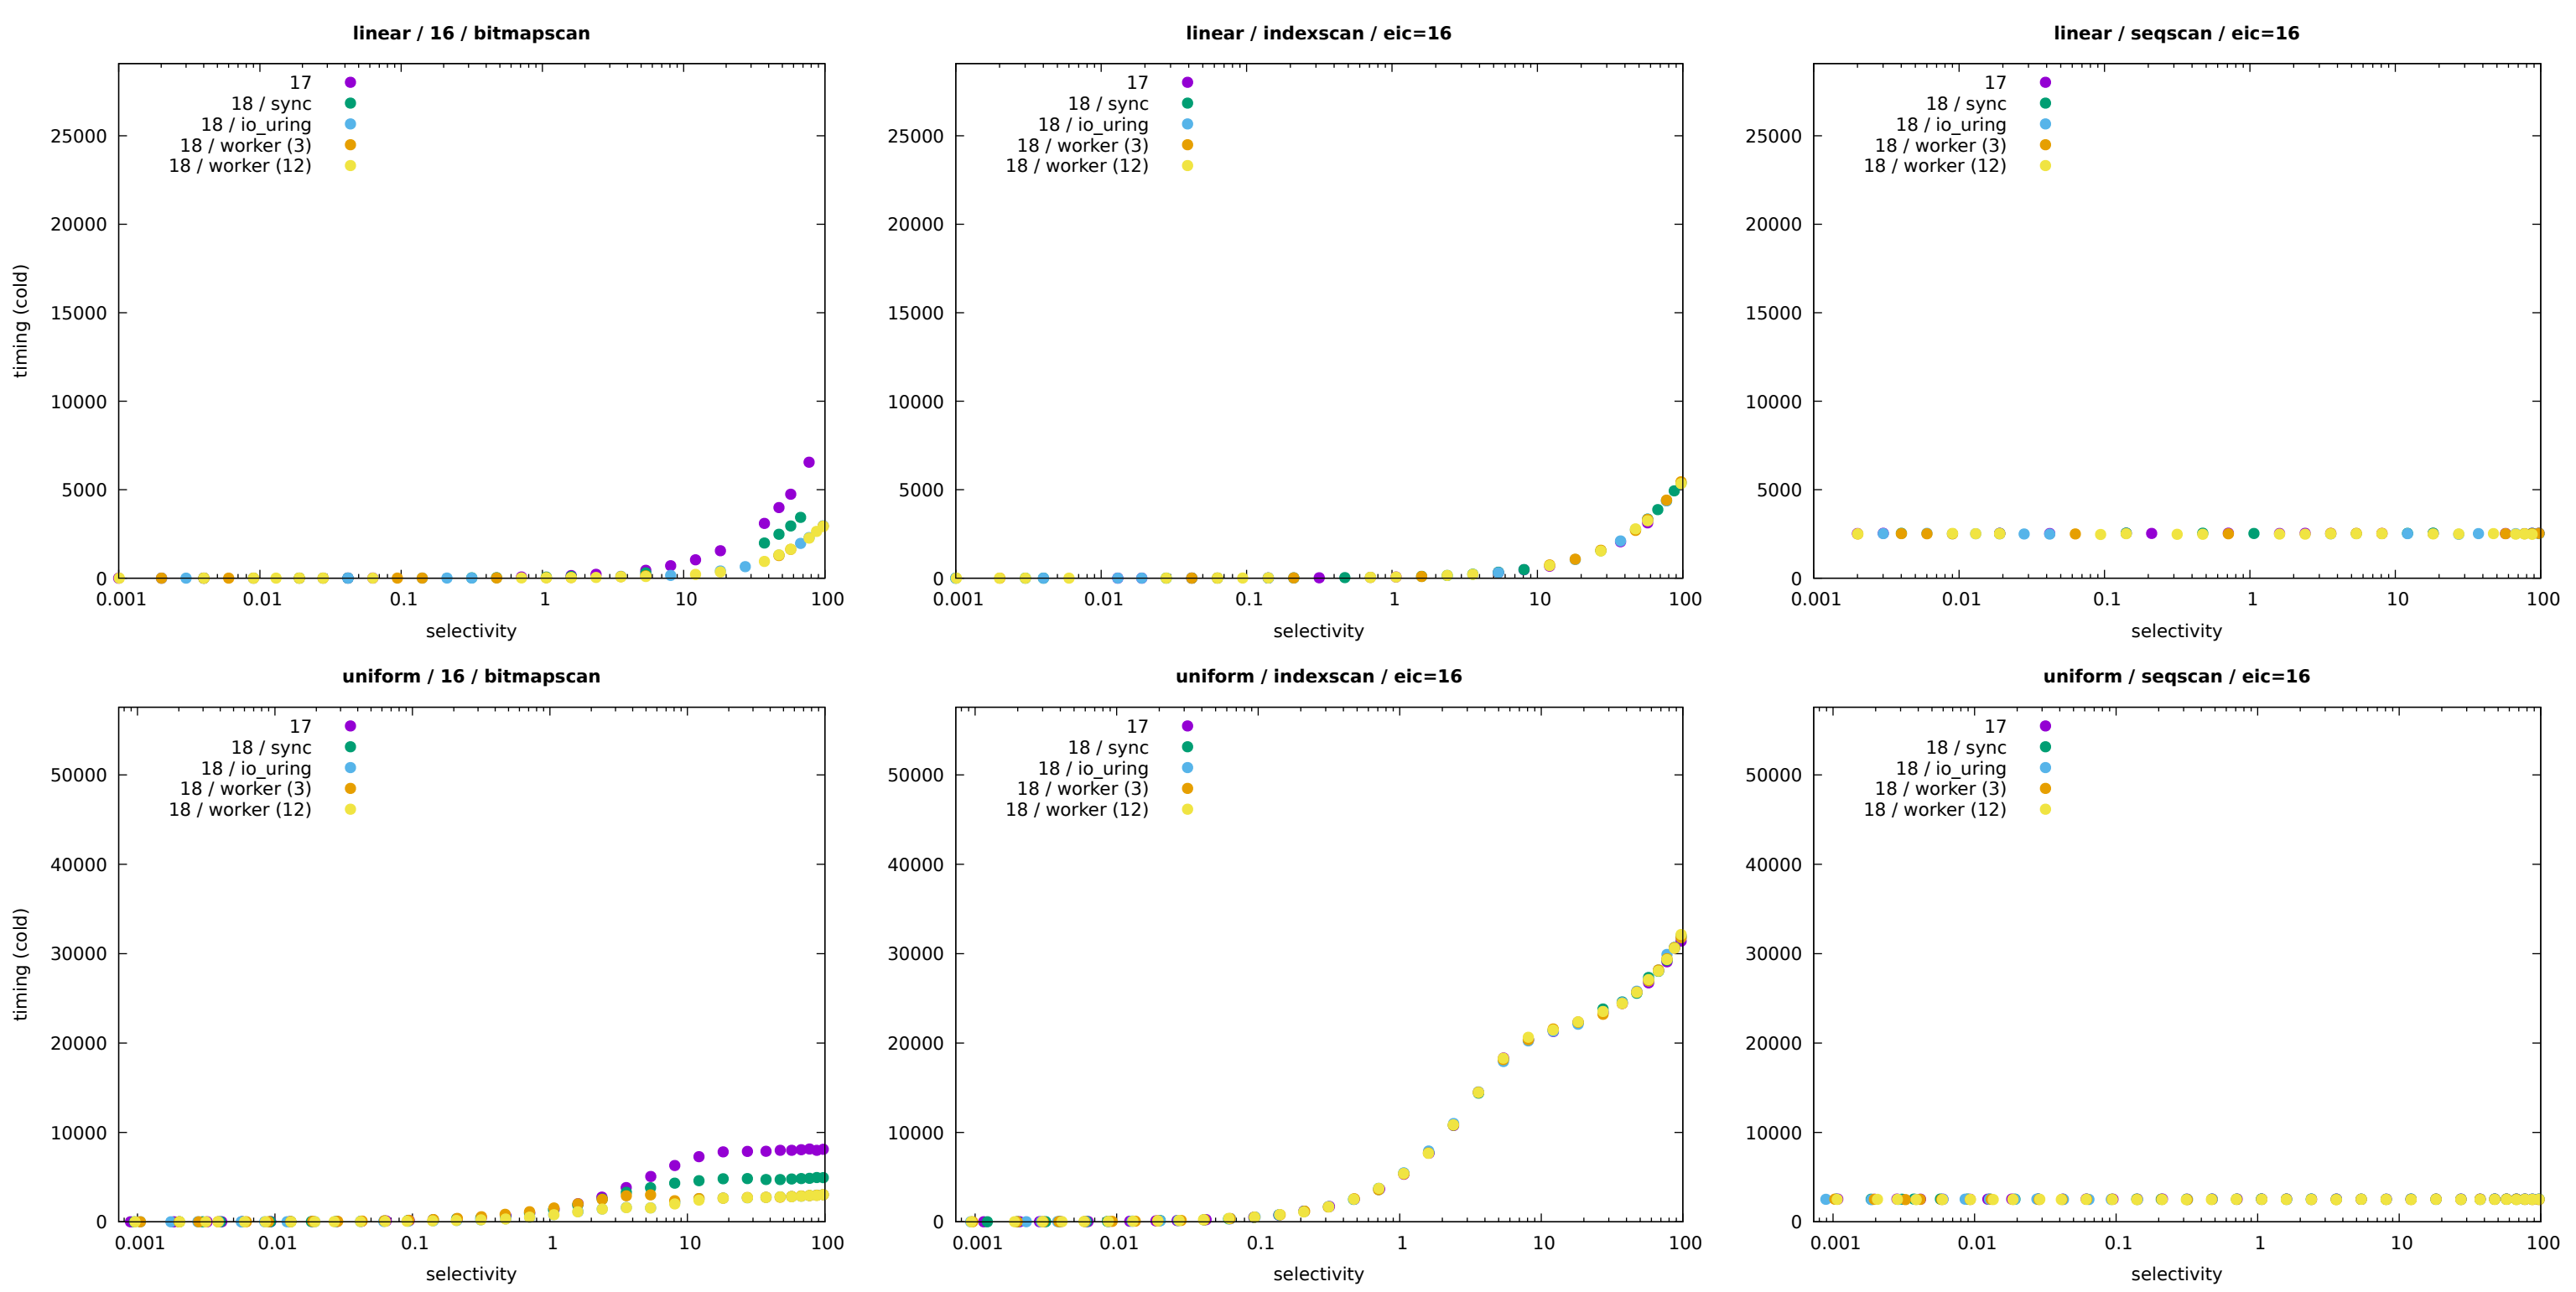 linear / 16 / bitmapscan
17
18 / sync
18 / io_uring
18 / worker (3)
18 / worker (12)
25000
20000
15000
10000
5000
0
timing (cold)
0.001 0.01 0.1 1 10 100
selectivity
linear / indexscan / eic=16
17
18 / sync
18 / io_uring
18 / worker (3)
18 / worker (12)
25000
20000
15000
10000
5000
0
0.001 0.01 0.1 1 10 100
selectivity
linear / seqscan / eic=16
17
18 / sync
18 / io_uring
18 / worker (3)
18 / worker (12)
25000
20000
15000
10000
5000
0
0.001 0.01 0.1 1 10 100
selectivity
uniform / 16 / bitmapscan
17
18 / sync
18 / io_uring
18 / worker (3)
18 / worker (12)
50000
40000
30000
20000
10000
0
timing (cold)
0.001 0.01 0.1 1 10 100
selectivity
uniform / indexscan / eic=16
17
18 / sync
18 / io_uring
18 / worker (3)
18 / worker (12)
50000
40000
30000
20000
10000
0
0.001 0.01 0.1 1 10 100
selectivity
uniform / seqscan / eic=16
17
18 / sync
18 / io_uring
18 / worker (3)
18 / worker (12)
50000
40000
30000
20000
10000
0
0.001 0.01 0.1 1 10 100
selectivity